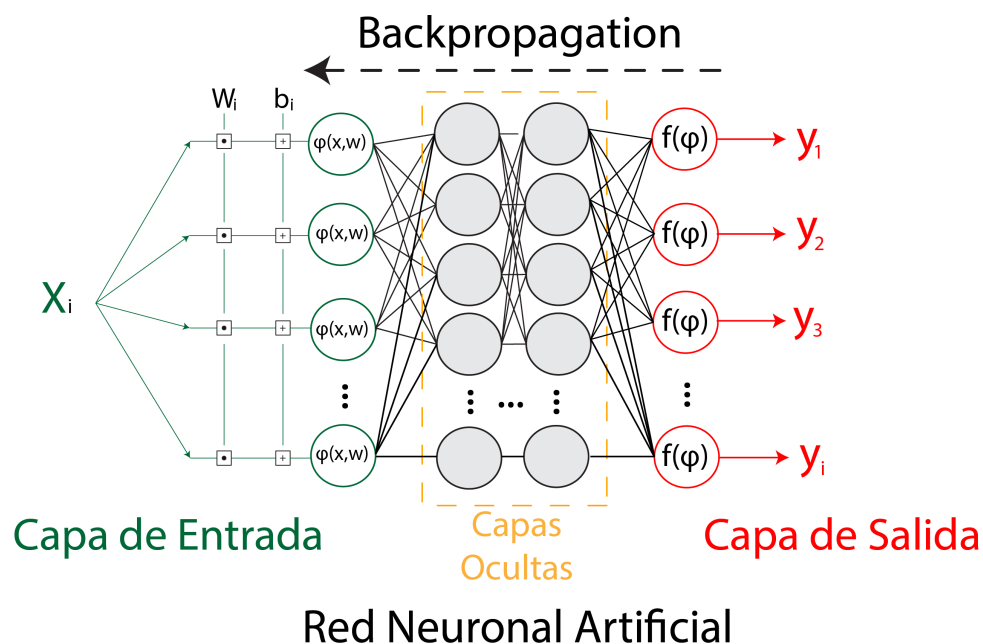 Backpropagation
Wᵢ
bᵢ
φ(x,w)
f(φ)
y₁
φ(x,w)
f(φ)
y₂
Xᵢ
φ(x,w)
f(φ)
y₃
φ(x,w)
f(φ)
yᵢ
Capa de Entrada
Capas
Ocultas
Capa de Salida
Red Neuronal Artificial